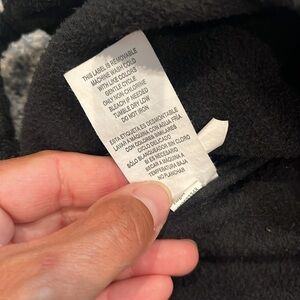 THIS LABEL IS REMOVABLE
MACHINE WASH COLD
WITH LIKE COLORS
GENTLE CYCLE
ONLY NON-CHLORINE
BLEACH IF NEEDED
TUMBLE DRY LOW
DO NOT IRON
ESTA ETIQUETA ES DESMONTABLE
LAVAR A MAQUINA CON AGUA FRIA
CON COLORES SIMILARES
CICLO DELICADO
SÓLO BLANQUEADOR SIN CLORO
SI ES NECESARIO
SECAR A MAQUINA A
TEMPERATURA BAJA
NO PLANCHAR